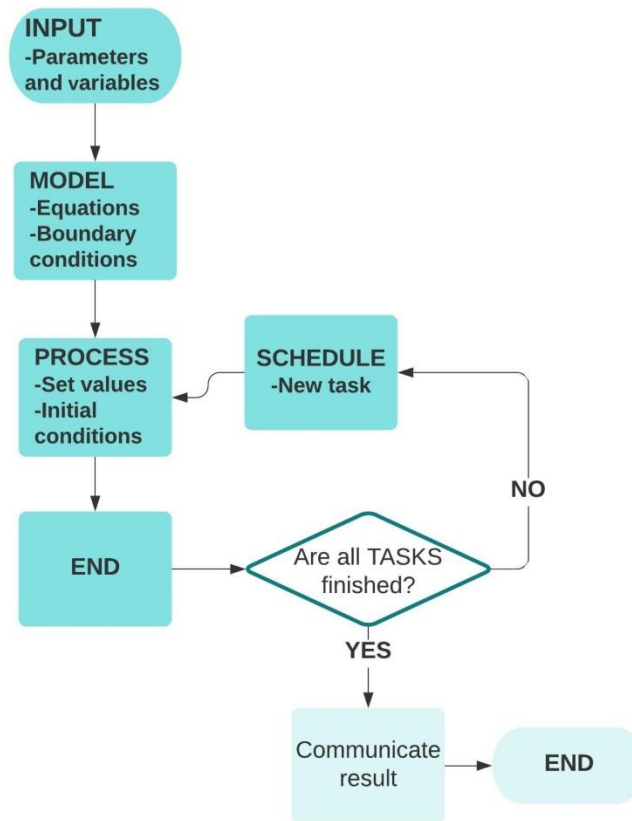 INPUT
-Parameters
and variables
MODEL
-Equations
-Boundary
conditions
PROCESS
-Set values
-Initial
conditions
SCHEDULE
-New task
NO
END
Are all TASKS
finished?
YES
Communicate
result
END